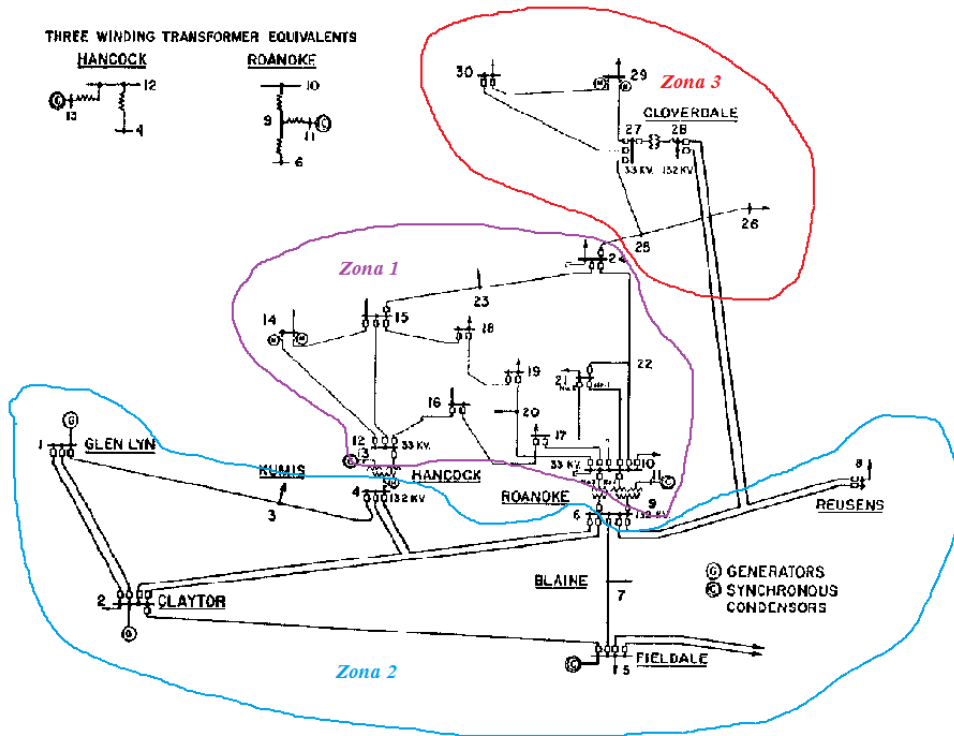 THREE WINDING TRANSFORMER EQUIVALENTS
HANCOCK
ROANOKE
12
C
13
4
10
9
C
11
6
Zona 3
30
29
CLOVERDALE
27
28
33 KV.
132 KV.
26
25
24
Zona 1
23
14
15
18
19
22
21
16
20
17
12
33 KV.
13
C
HANCOCK
33 KV.
10
11
C
ROANOKE
9
8
REUSENS
1
G
GLEN LYN
KUMIS
3
4
132 KV
6
132 KV.
BLAINE
7
G GENERATORS
C SYNCHRONOUS
CONDENSORS
2
CLAYTOR
G
C
5
FIELDALE
Zona 2